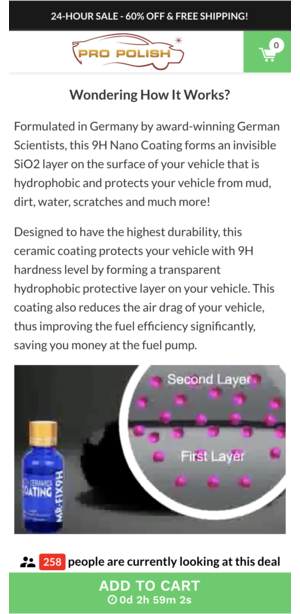 24-HOUR SALE - 60% OFF & FREE SHIPPING!
PRO POLISH
0
Wondering How It Works?
Formulated in Germany by award-winning German
Scientists, this 9H Nano Coating forms an invisible
SiO2 layer on the surface of your vehicle that is
hydrophobic and protects your vehicle from mud,
dirt, water, scratches and much more!
Designed to have the highest durability, this
ceramic coating protects your vehicle with 9H
hardness level by forming a transparent
hydrophobic protective layer on your vehicle. This
coating also reduces the air drag of your vehicle,
thus improving the fuel efficiency significantly,
saving you money at the fuel pump.
Second Layer
First Layer
COATING
MR-FIX9H
258 people are currently looking at this deal
ADD TO CART
0d 2h 59m 2s